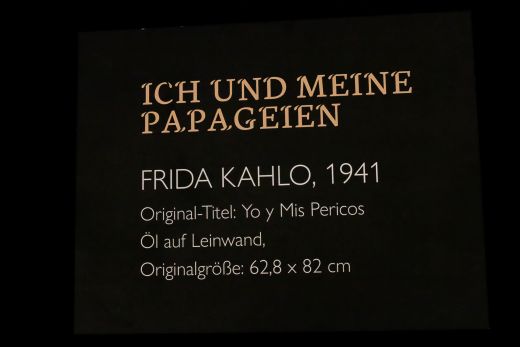 ICH UND MEINE
PAPAGEIEN
FRIDA KAHLO, 1941
Original-Titel: Yo y Mis Pericos
Öl auf Leinwand,
Originalgröße: 62,8 x 82 cm